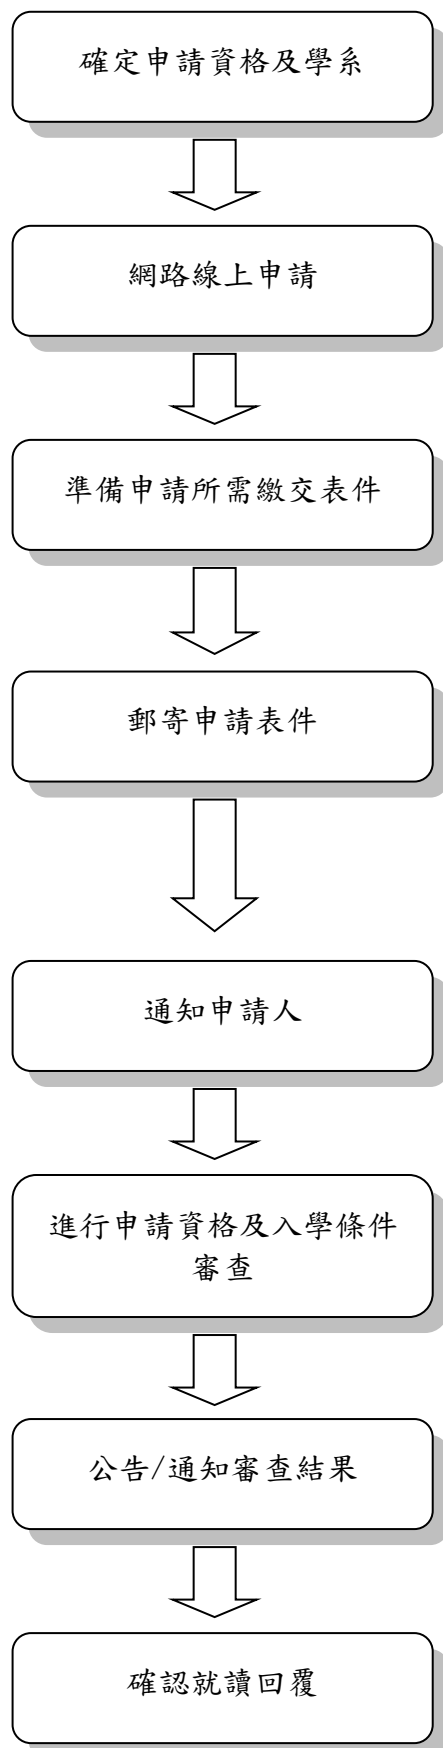 確定申請資格及學系
網路線上申請
準備申請所需繳交表件
郵寄申請表件
通知申請人
進行申請資格及入學條件
審查
公告/通知審查結果
確認就讀回覆